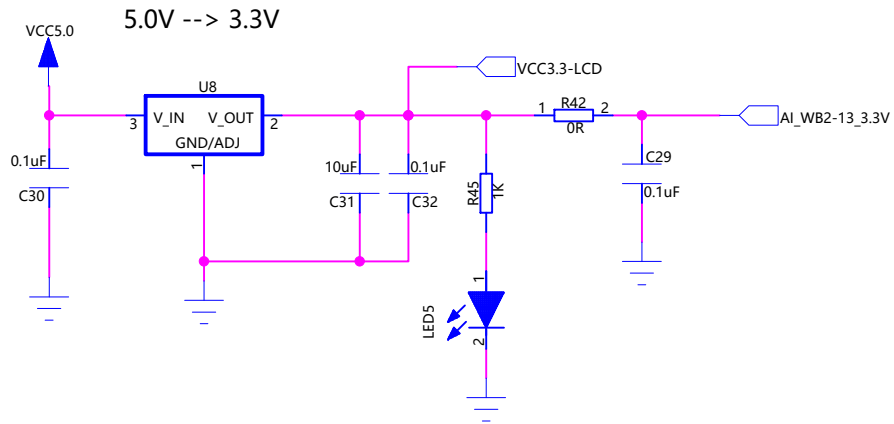 5.0V --> 3.3V
VCC5.0
VCC3.3-LCD
U8
V_IN V_OUT
GND/ADJ
3
2
1
1 R42 2
0R
AI_WB2-13_3.3V
0.1uF
C30
10uF
C31
0.1uF
C32
R45
1K
C29
0.1uF
1
LED5
2